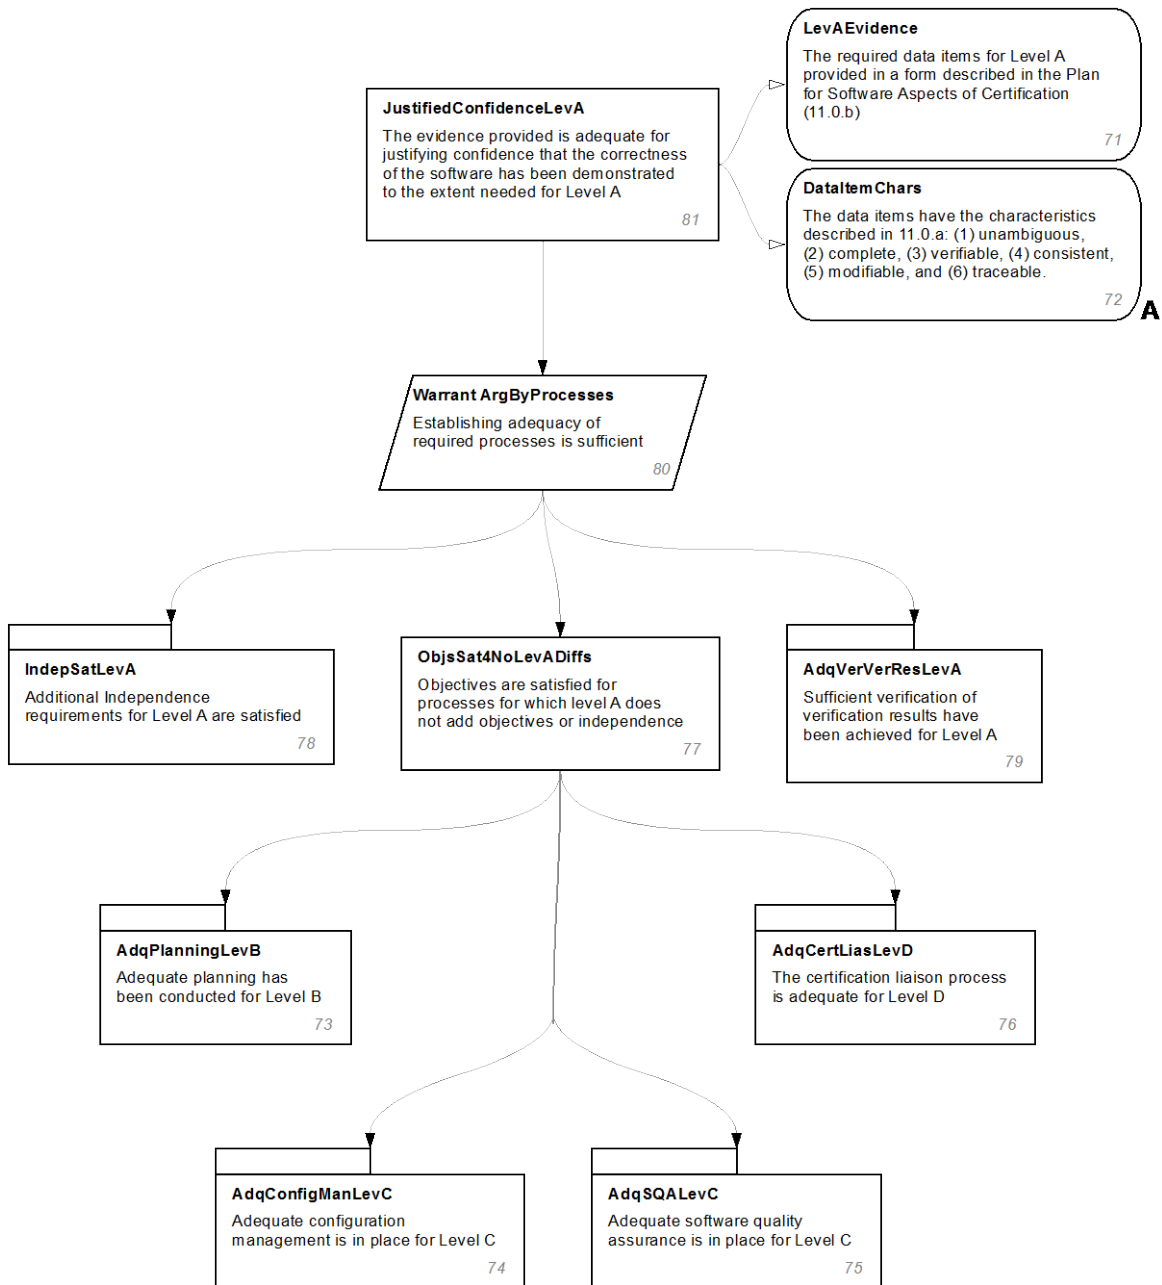 LevAEvidence
The required data items for Level A
provided in a form described in the Plan
for Software Aspects of Certification
(11.0.b)
71
JustifiedConfidenceLevA
The evidence provided is adequate for
justifying confidence that the correctness
of the software has been demonstrated
to the extent needed for Level A
81
DataItemChars
The data items have the characteristics
described in 11.0.a: (1) unambiguous,
(2) complete, (3) verifiable, (4) consistent,
(5) modifiable, and (6) traceable.
72
A
Warrant ArgByProcesses
Establishing adequacy of
required processes is sufficient
80
IndepSatLevA
Additional Independence
requirements for Level A are satisfied
78
ObjsSat4NoLevADiffs
Objectives are satisfied for
processes for which level A does
not add objectives or independence
77
AdqVerVerResLevA
Sufficient verification of
verification results have
been achieved for Level A
79
AdqPlanningLevB
Adequate planning has
been conducted for Level B
73
AdqCertLiasLevD
The certification liaison process
is adequate for Level D
76
AdqConfigManLevC
Adequate configuration
management is in place for Level C
74
AdqSQALevC
Adequate software quality
assurance is in place for Level C
75